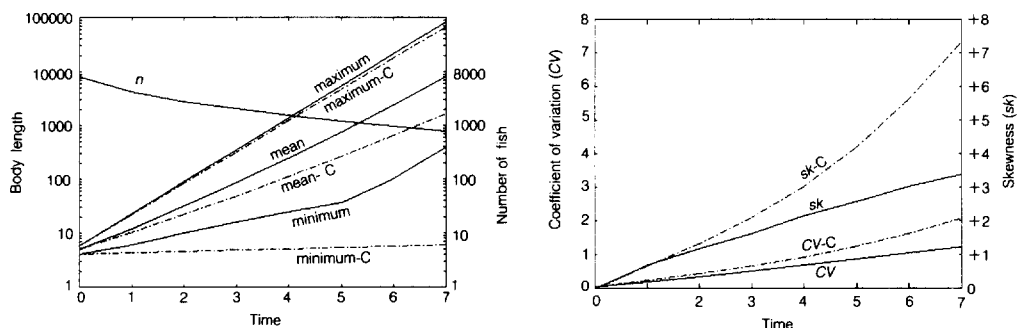 100000
10000
1000
100
10
1
Body length
n
maximum
maximum-C
mean
mean- C
minimum
minimum-C
8000
1000
100
10
1
Number of fish
0 1 2 3 4 5 6 7
Time
8
7
6
5
4
3
2
1
0
Coefficient of variation (CV)
sk-C
sk
CV-C
CV
+8
+7
+6
+5
+4
+3
+2
+1
0
Skewness (sk)
0 2 3 4 5 6 7
Time